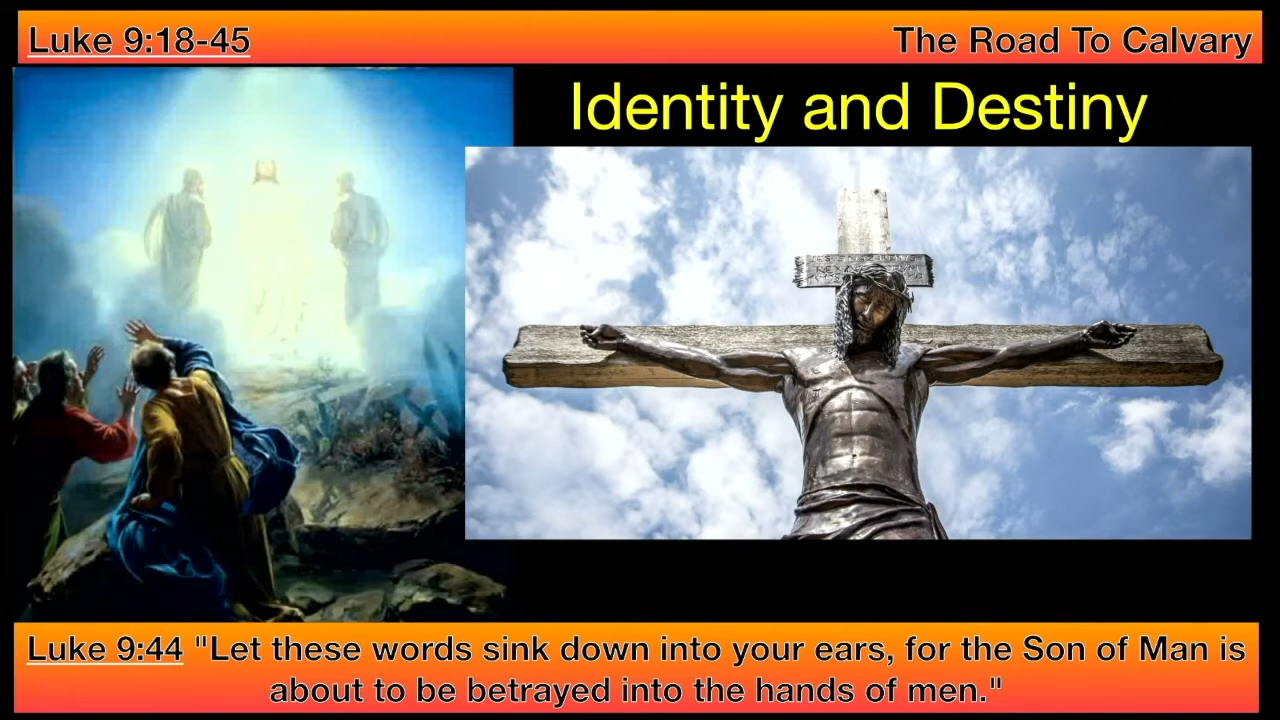 Luke 9:18-45
The Road To Calvary
Identity and Destiny
Luke 9:44 "Let these words sink down into your ears, for the Son of Man is
about to be betrayed into the hands of men."